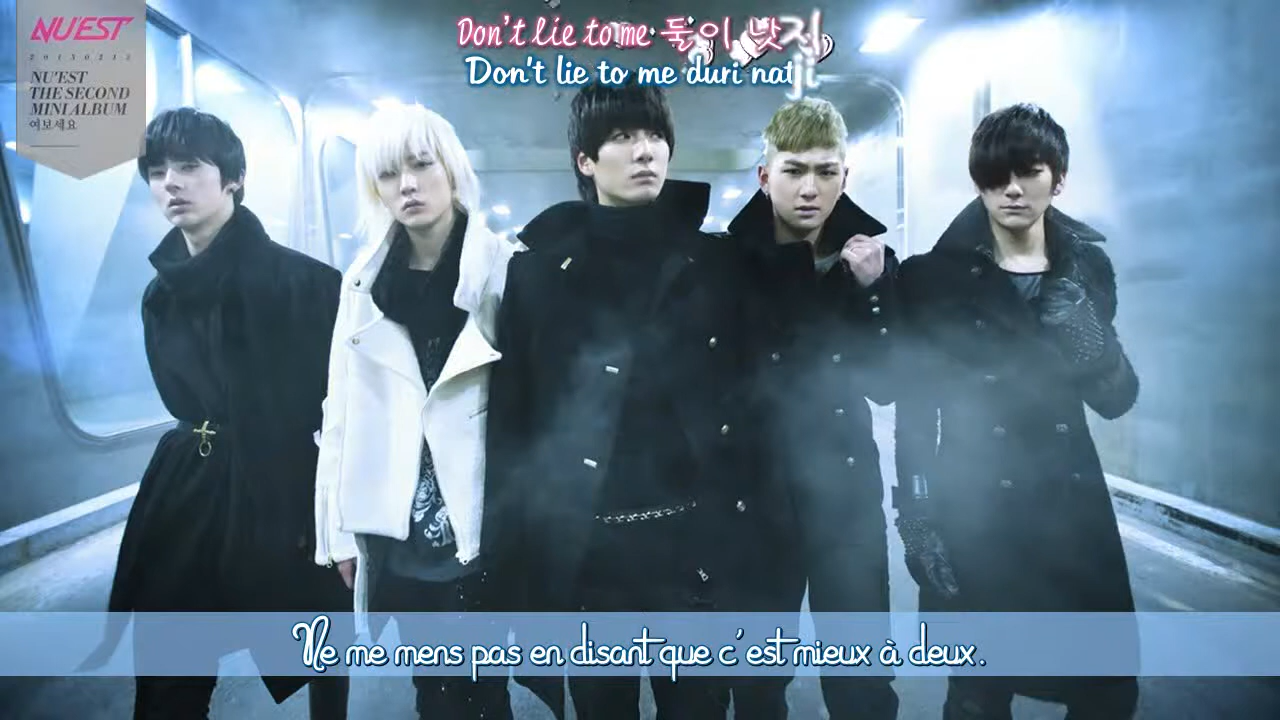 NU'EST
20130213
NU'EST
THE SECOND
MINI ALBUM
여보세요
Don't lie to me 둘이 낫지
Don't lie to me duri natji
Ne me mens pas en disant que c'est mieux à deux.